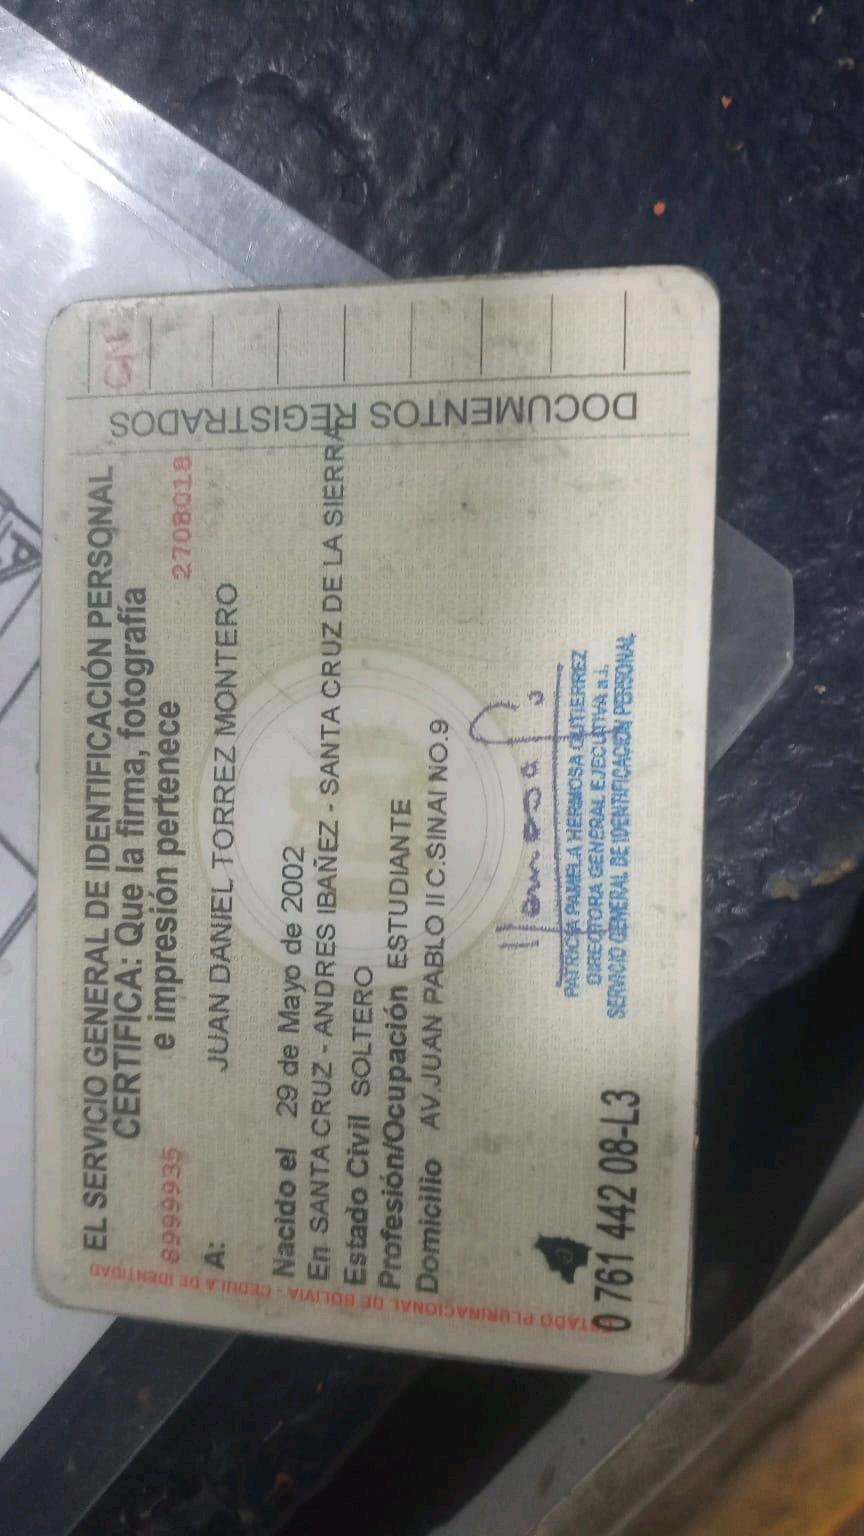 EL SERVICIO GENERAL DE IDENTIFICACIÓN PERSONAL
CERTIFICA: Que la firma, fotografía
e impresión pertenece
8999935
2708018
A: JUAN DANIEL TORREZ MONTERO
Nacido el 29 de Mayo de 2002
En SANTA CRUZ - ANDRES IBAÑEZ - SANTA CRUZ DE LA SIERRA
Estado Civil SOLTERO
Profesión/Ocupación ESTUDIANTE
Domicilio AV.JUAN PABLO II C.SINAI NO.9
PATRICIA PAMELA HERMOSA GUTIERREZ
DIRECTORA GENERAL EJECUTIVA a.i.
SERVICIO GENERAL DE IDENTIFICACIÓN PERSONAL
0 761 442 08-L3
ESTADO PLURINACIONAL DE BOLIVIA - CEDULA DE IDENTIDAD
DOCUMENTOS REGISTRADOS